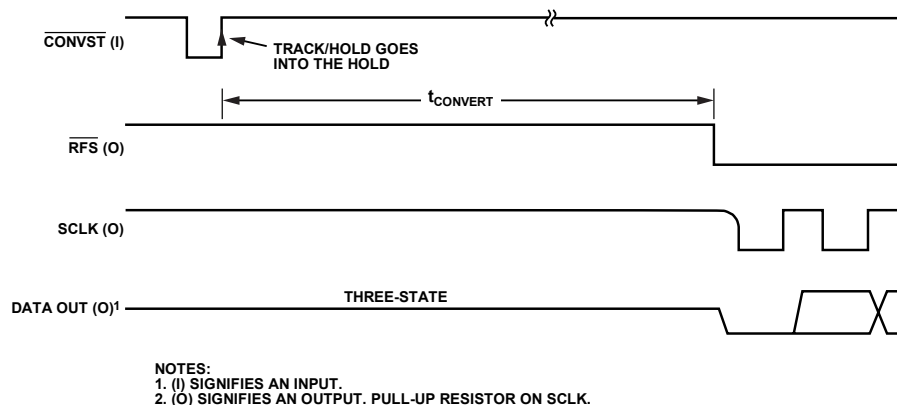 CONVST (I)
TRACK/HOLD GOES
INTO THE HOLD
tCONVERT
RFS (O)
SCLK (O)
THREE-STATE
DATA OUT (O)1
NOTES:
1. (I) SIGNIFIES AN INPUT.
2. (O) SIGNIFIES AN OUTPUT. PULL-UP RESISTOR ON SCLK.